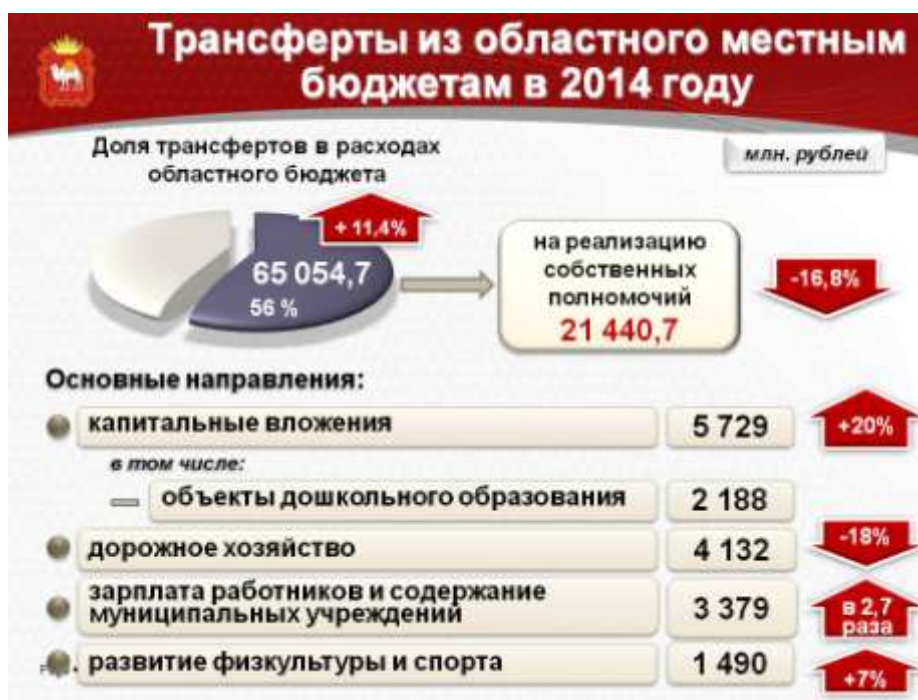 Трансферты из областного местным
бюджетам в 2014 году
Доля трансфертов в расходах
областного бюджета
млн. рублей
+ 11,4%
65 054,7
56 %
на реализацию
собственных
полномочий
21 440,7
-16,8%
Основные направления:
капитальные вложения
5 729
+20%
в том числе:
объекты дошкольного образования
2 188
дорожное хозяйство
4 132
-18%
зарплата работников и содержание
муниципальных учреждений
3 379
в 2,7
раза
развитие физкультуры и спорта
1 490
+7%